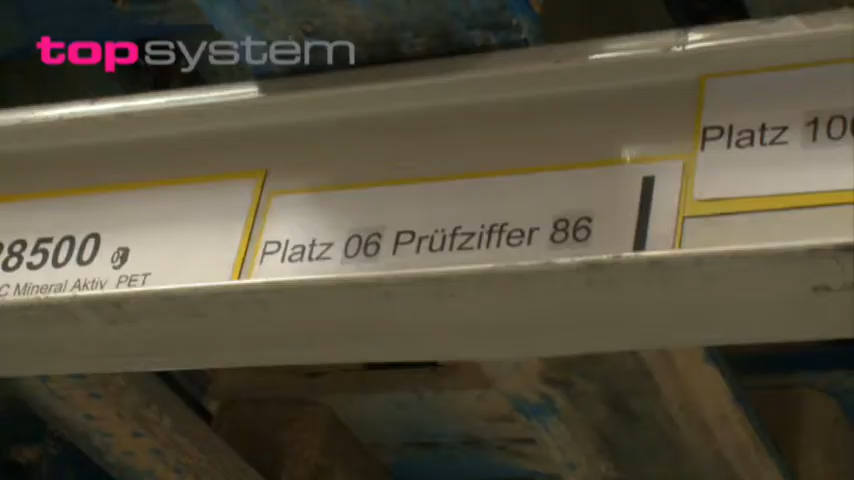 topsystem
8500
C Mineral Aktiv PET
Platz 06 Prüfziffer 86
Platz 10